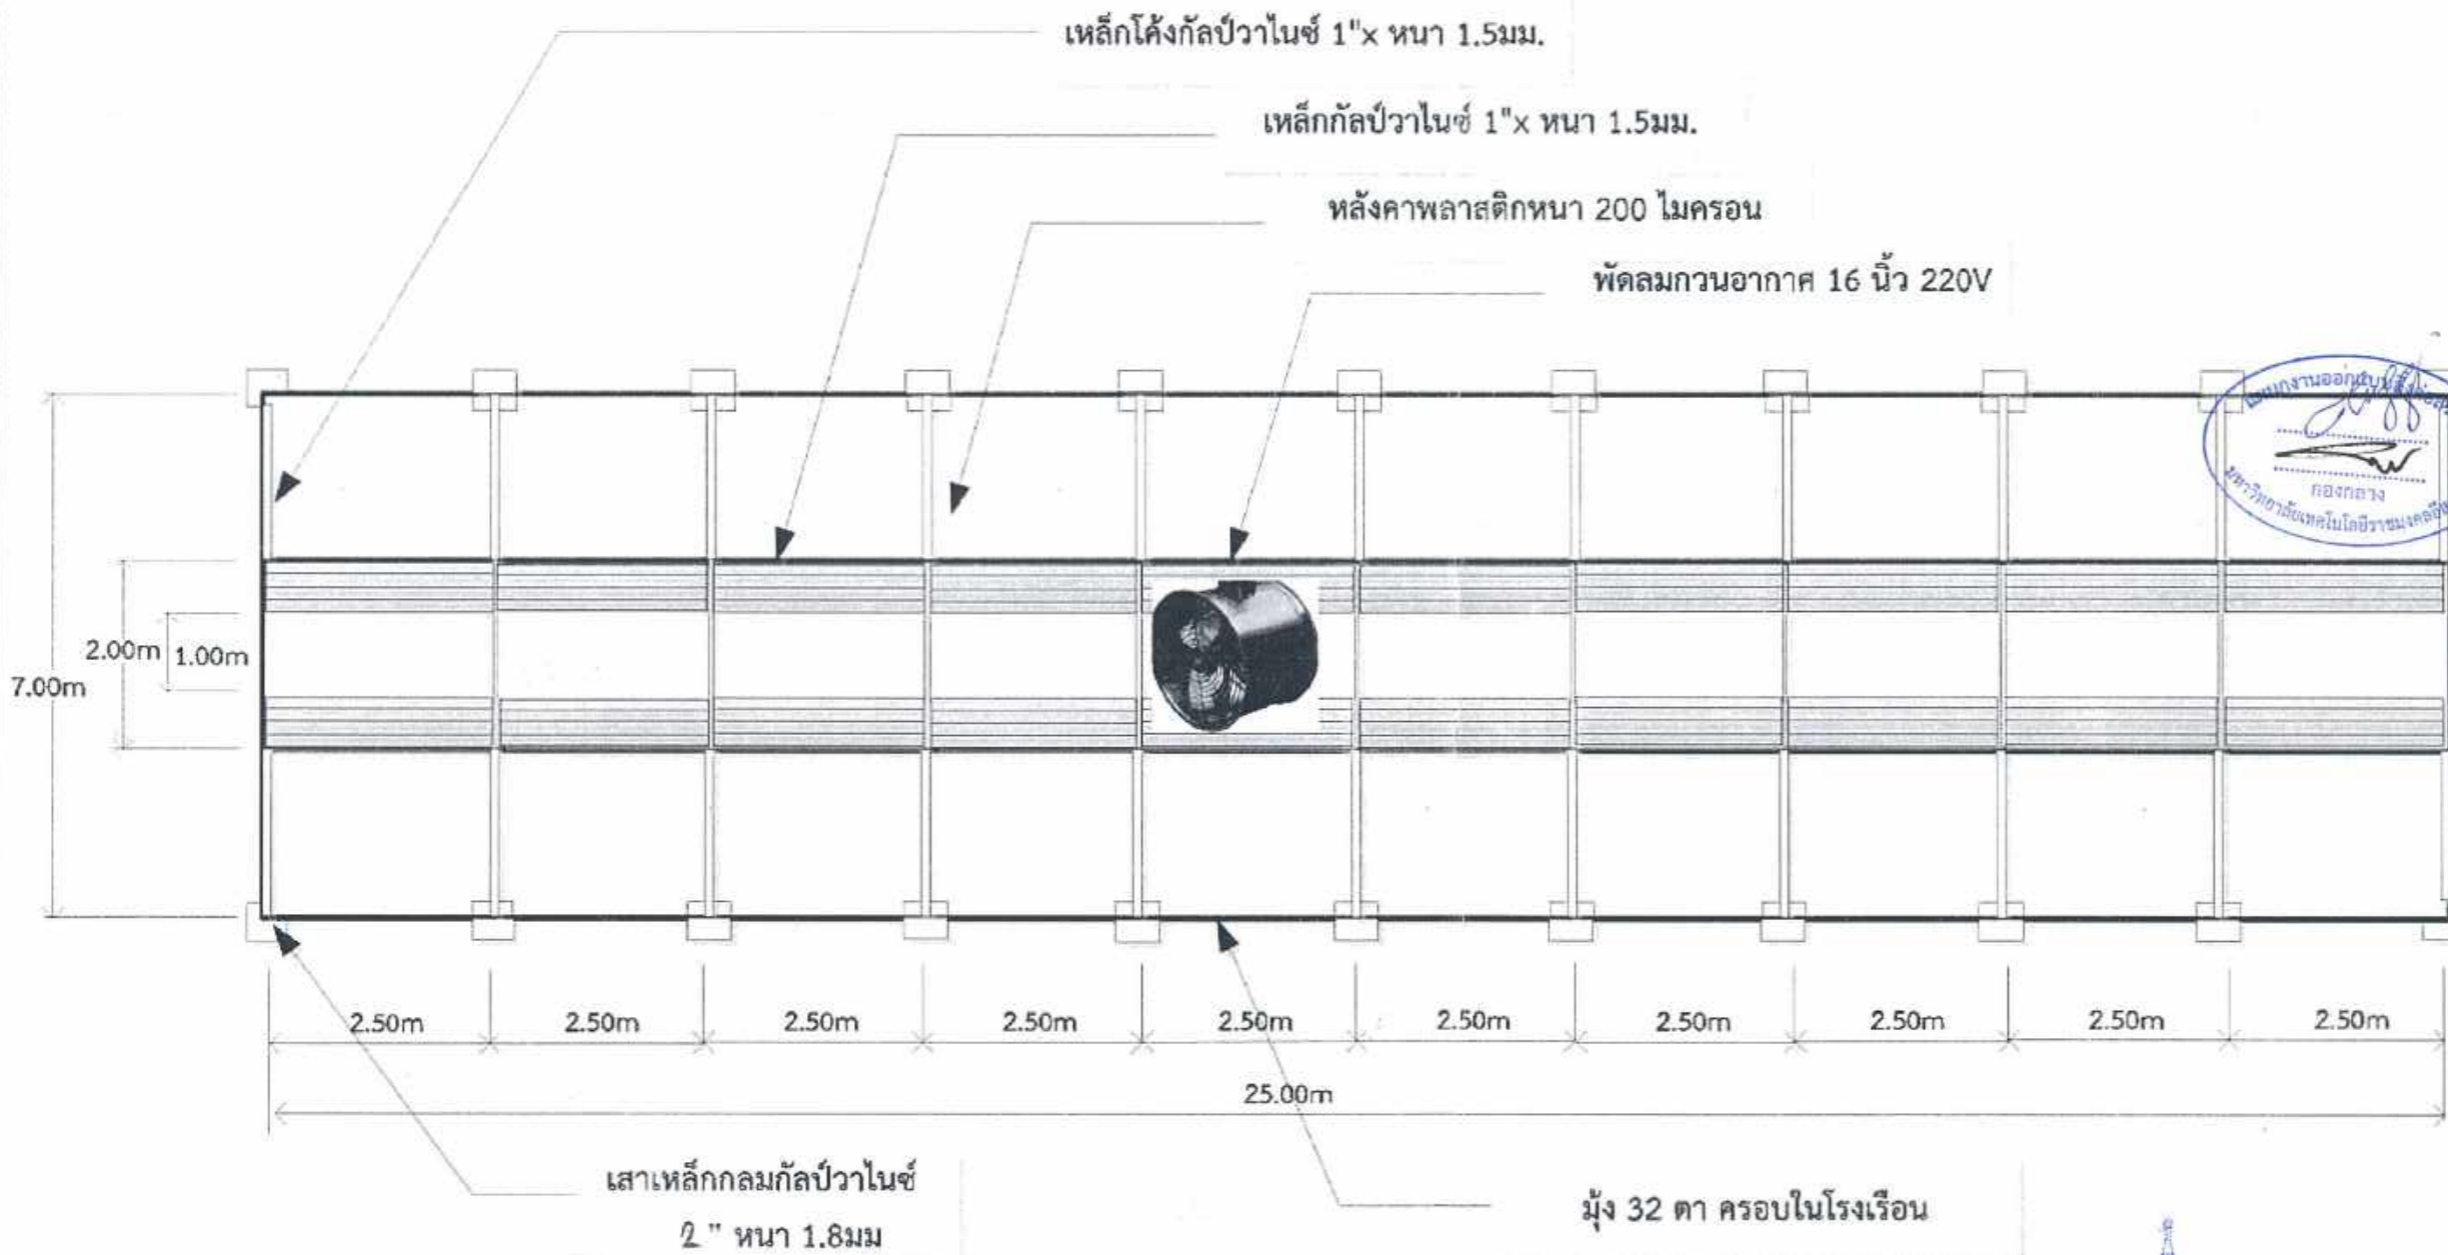 เหล็กโค้งกัลป์วาไนซ์ 1"x หนา 1.5มม.
เหล็กกัลป์วาไนซ์ 1"x หนา 1.5มม.
หลังคาพลาสติกหนา 200 ไมครอน
พัดลมกวนอากาศ 16 นิ้ว 220V
กองกลาง
2.00m
1.00m
7.00m
2.50m 2.50m 2.50m 2.50m 2.50m 2.50m 2.50m 2.50m 2.50m 2.50m
25.00m
เสาเหล็กกลมกัลป์วาไนซ์
2" หนา 1.8มม
มุ้ง 32 ตา ครอบในโรงเรือน